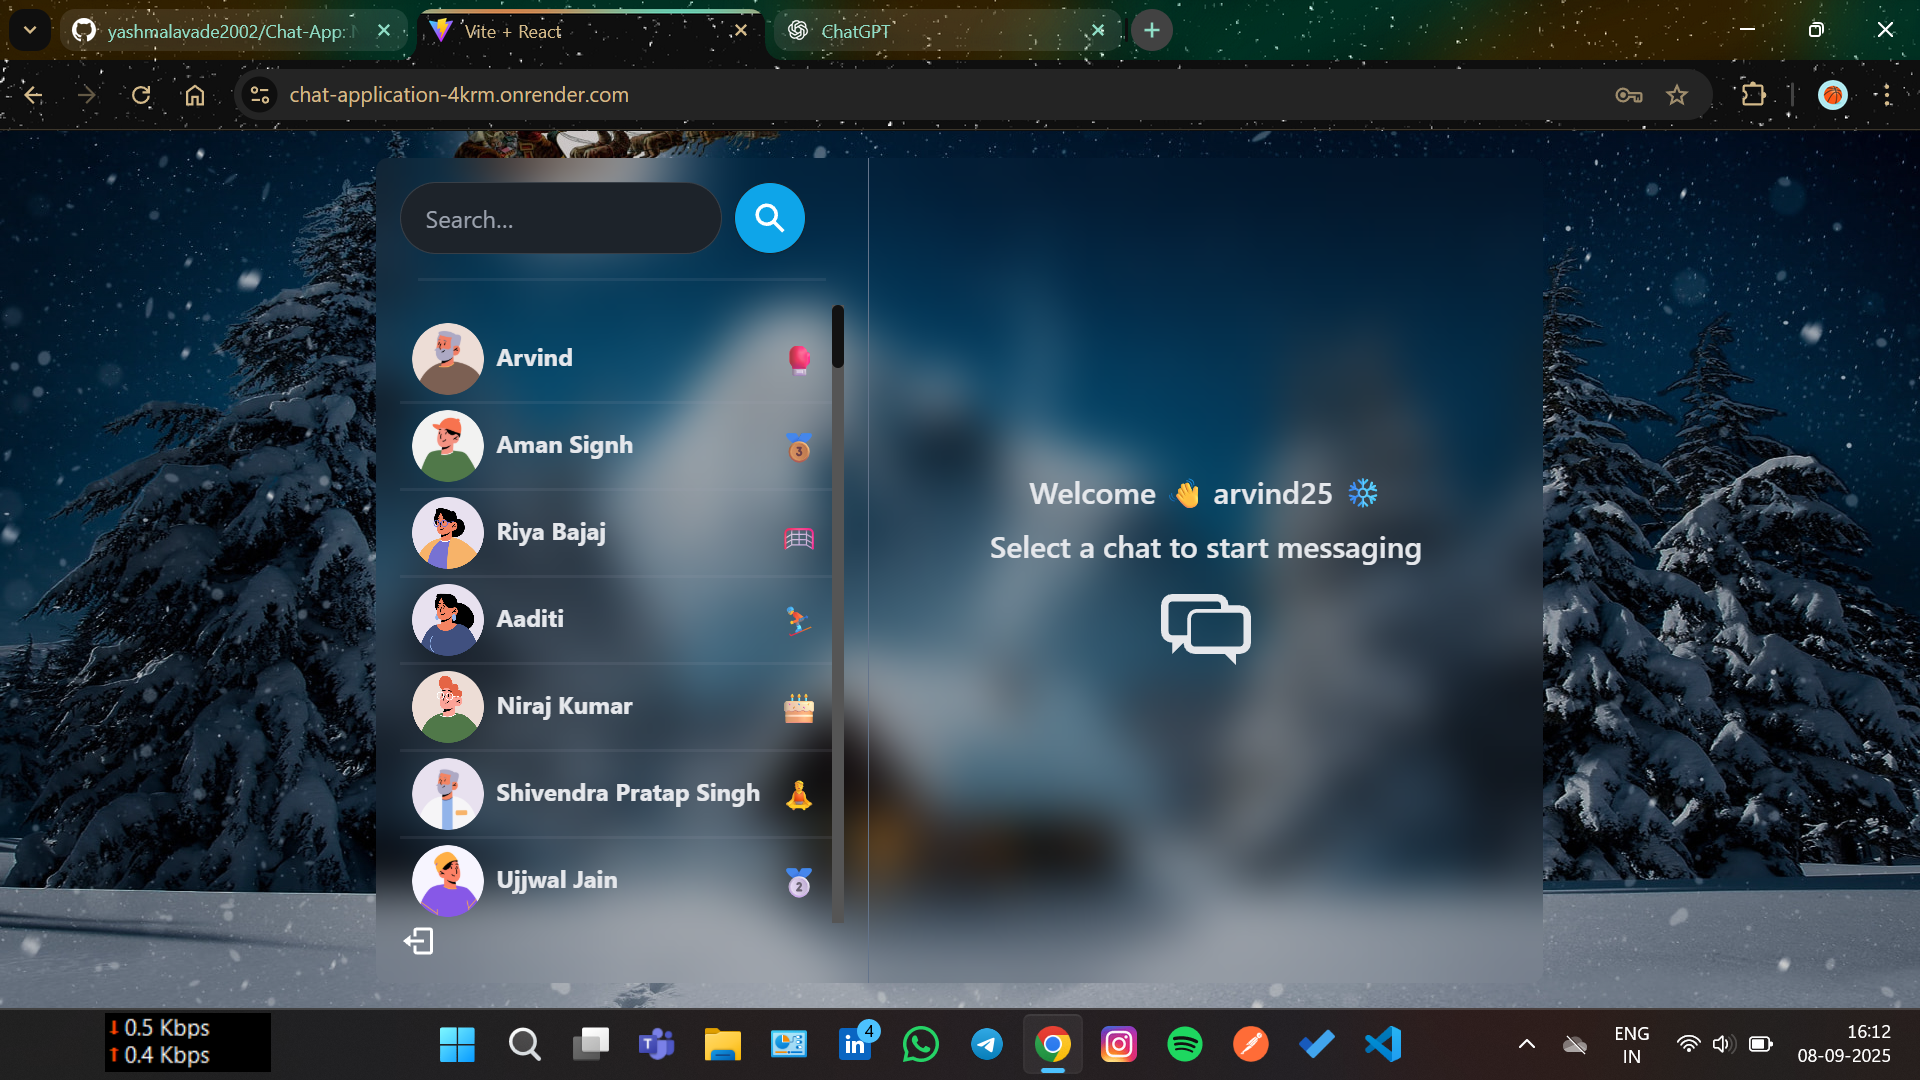 yashmalavade2002/Chat-App:
Vite + React
ChatGPT
chat-application-4krm.onrender.com
Search...
Arvind
Aman Signh
3
Riya Bajaj
Aaditi
Niraj Kumar
Shivendra Pratap Singh
Ujjwal Jain
2
Welcome 👋 arvind25 ❄️
Select a chat to start messaging
↓ 0.5 Kbps
↑ 0.4 Kbps
4
ENG
IN
16:12
08-09-2025